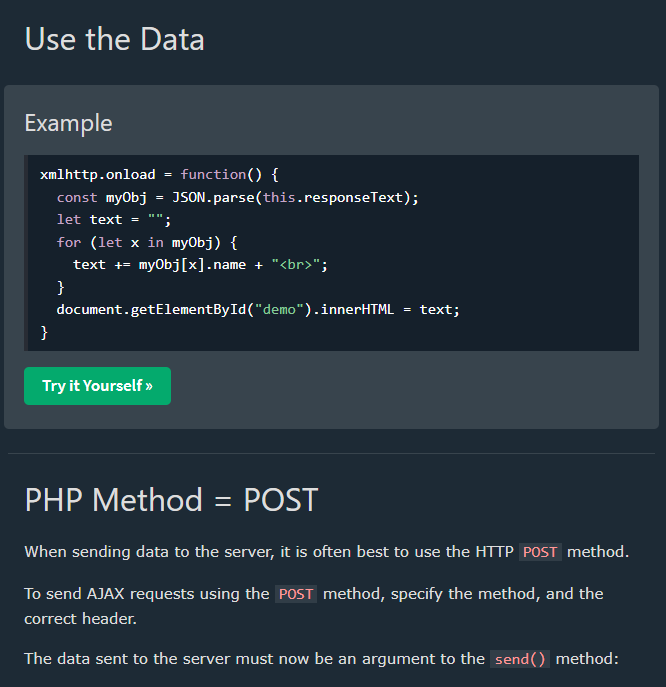 Use the Data
Example
xmlhttp.onload = function() {
  const myObj = JSON.parse(this.responseText);
  let text = "";
  for (let x in myObj) {
    text += myObj[x].name + "<br>";
  }
  document.getElementById("demo").innerHTML = text;
}
Try it Yourself »
PHP Method = POST
When sending data to the server, it is often best to use the HTTP POST method.
To send AJAX requests using the POST method, specify the method, and the
correct header.
The data sent to the server must now be an argument to the send() method: